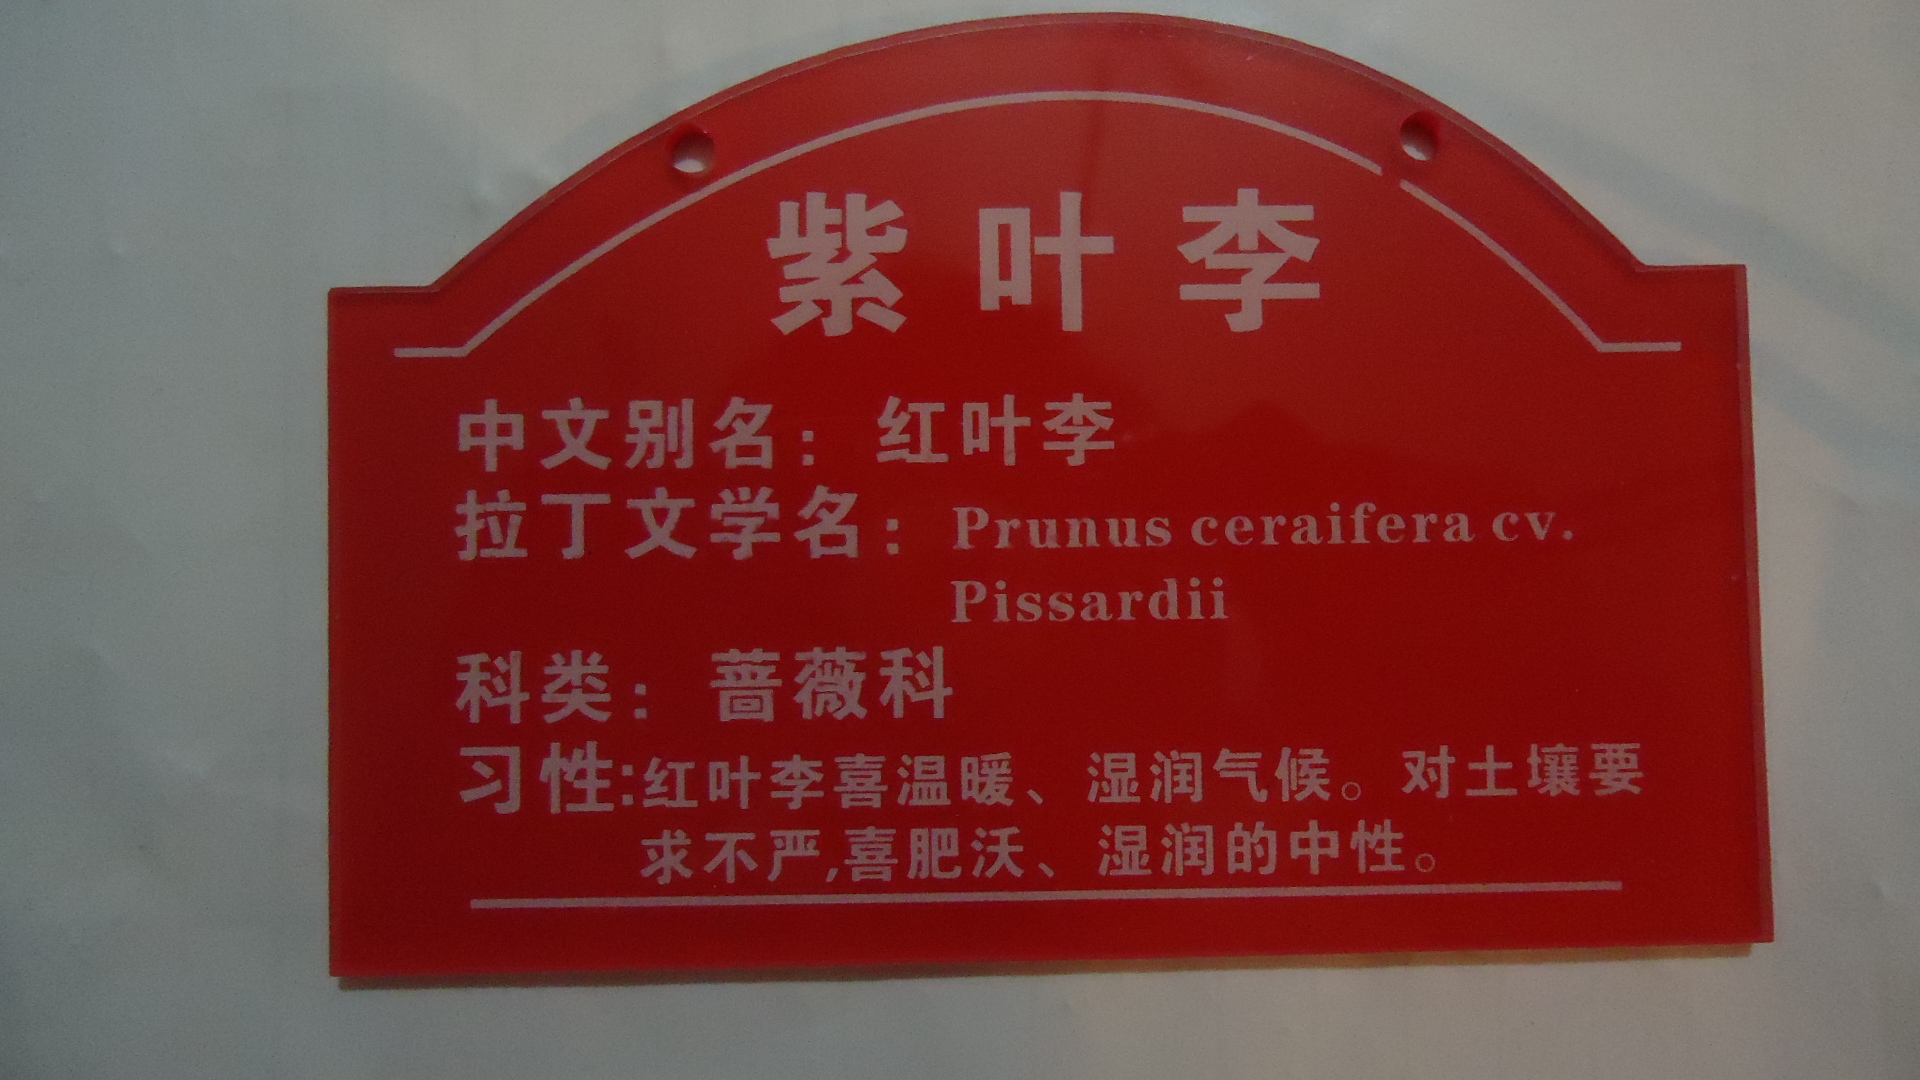 紫叶李
中文别名：红叶李
拉丁文学名：Prunus ceraifera cv.
Pissardii
科类：蔷薇科
习性:红叶李喜温暖、湿润气候。对土壤要
求不严,喜肥沃、湿润的中性。